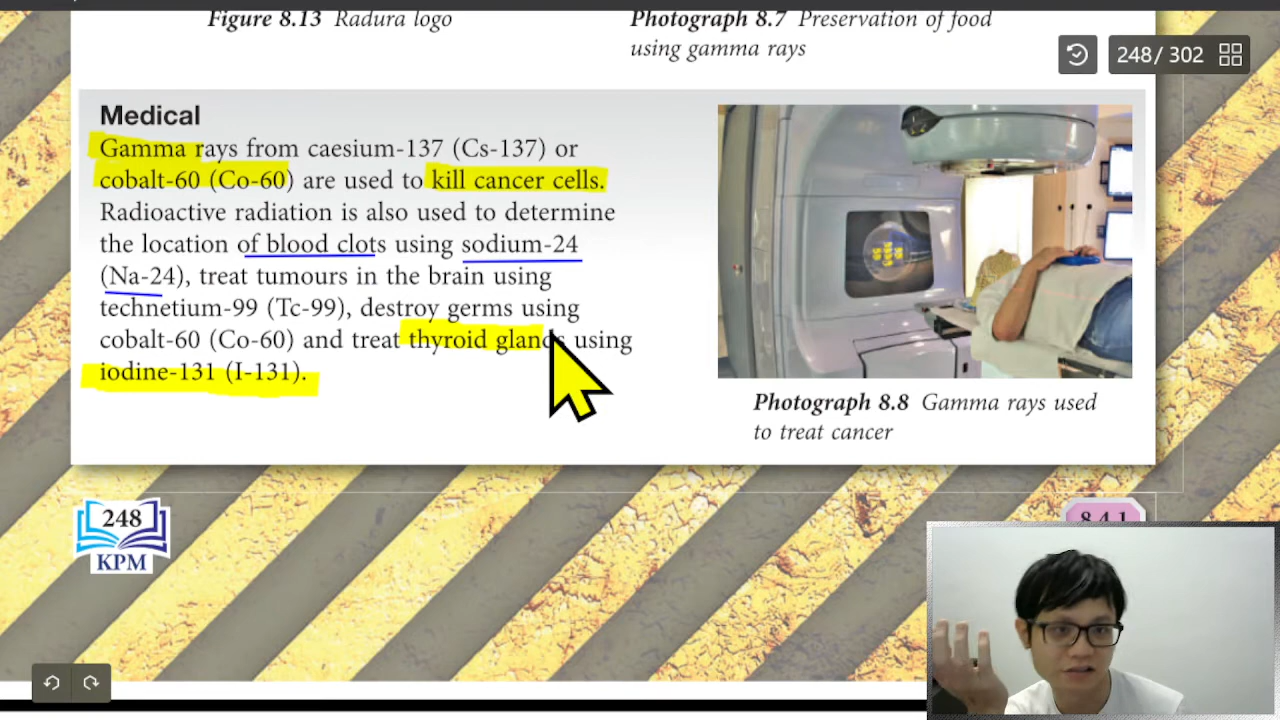 Figure 8.13 Radura logo
Photograph 8.7 Preservation of food
using gamma rays
248/ 302
Medical
Gamma rays from caesium-137 (Cs-137) or
cobalt-60 (Co-60) are used to kill cancer cells.
Radioactive radiation is also used to determine
the location of blood clots using sodium-24
(Na-24), treat tumours in the brain using
technetium-99 (Tc-99), destroy germs using
cobalt-60 (Co-60) and treat thyroid glands using
iodine-131 (I-131).
Photograph 8.8 Gamma rays used
to treat cancer
248
KPM
8.4.1